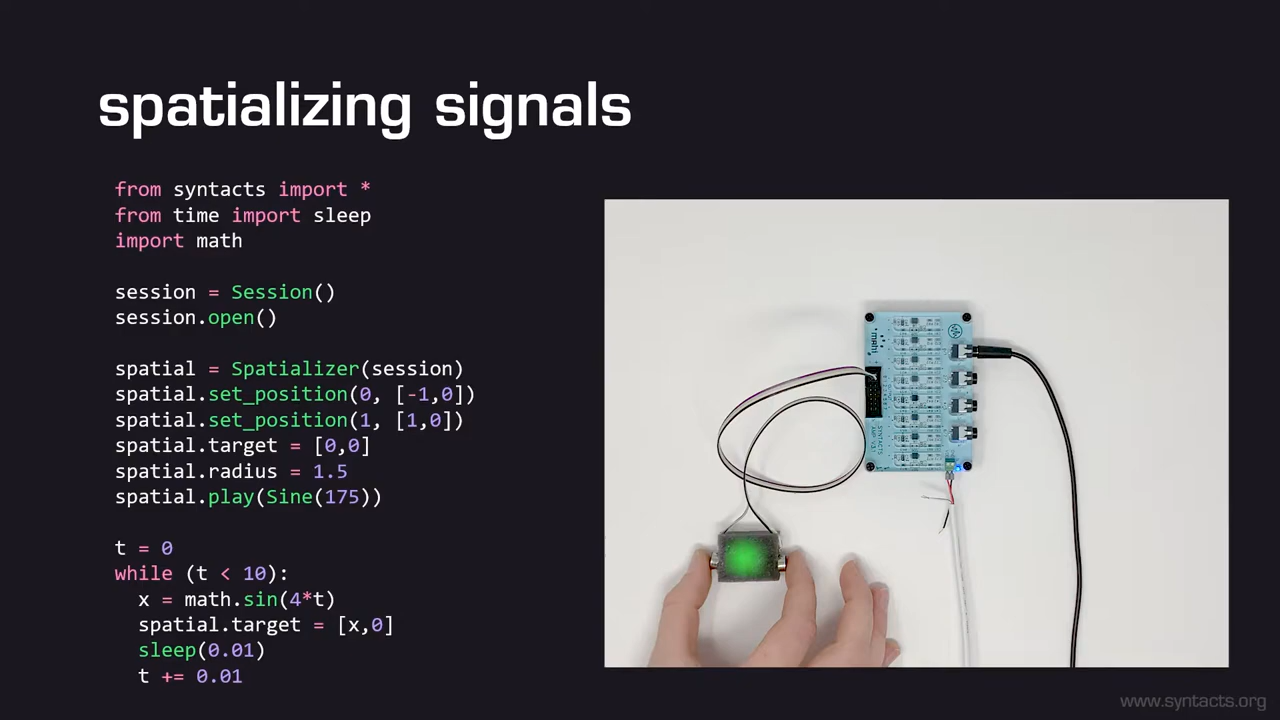 spatializing signals
from syntacts import *
from time import sleep
import math
session = Session()
session.open()
spatial = Spatializer(session)
spatial.set_position(0, [-1,0])
spatial.set_position(1, [1,0])
spatial.target = [0,0]
spatial.radius = 1.5
spatial.play(Sine(175))
t = 0
while (t < 10):
  x = math.sin(4*t)
  spatial.target = [x,0]
  sleep(0.01)
  t += 0.01
www.syntacts.org